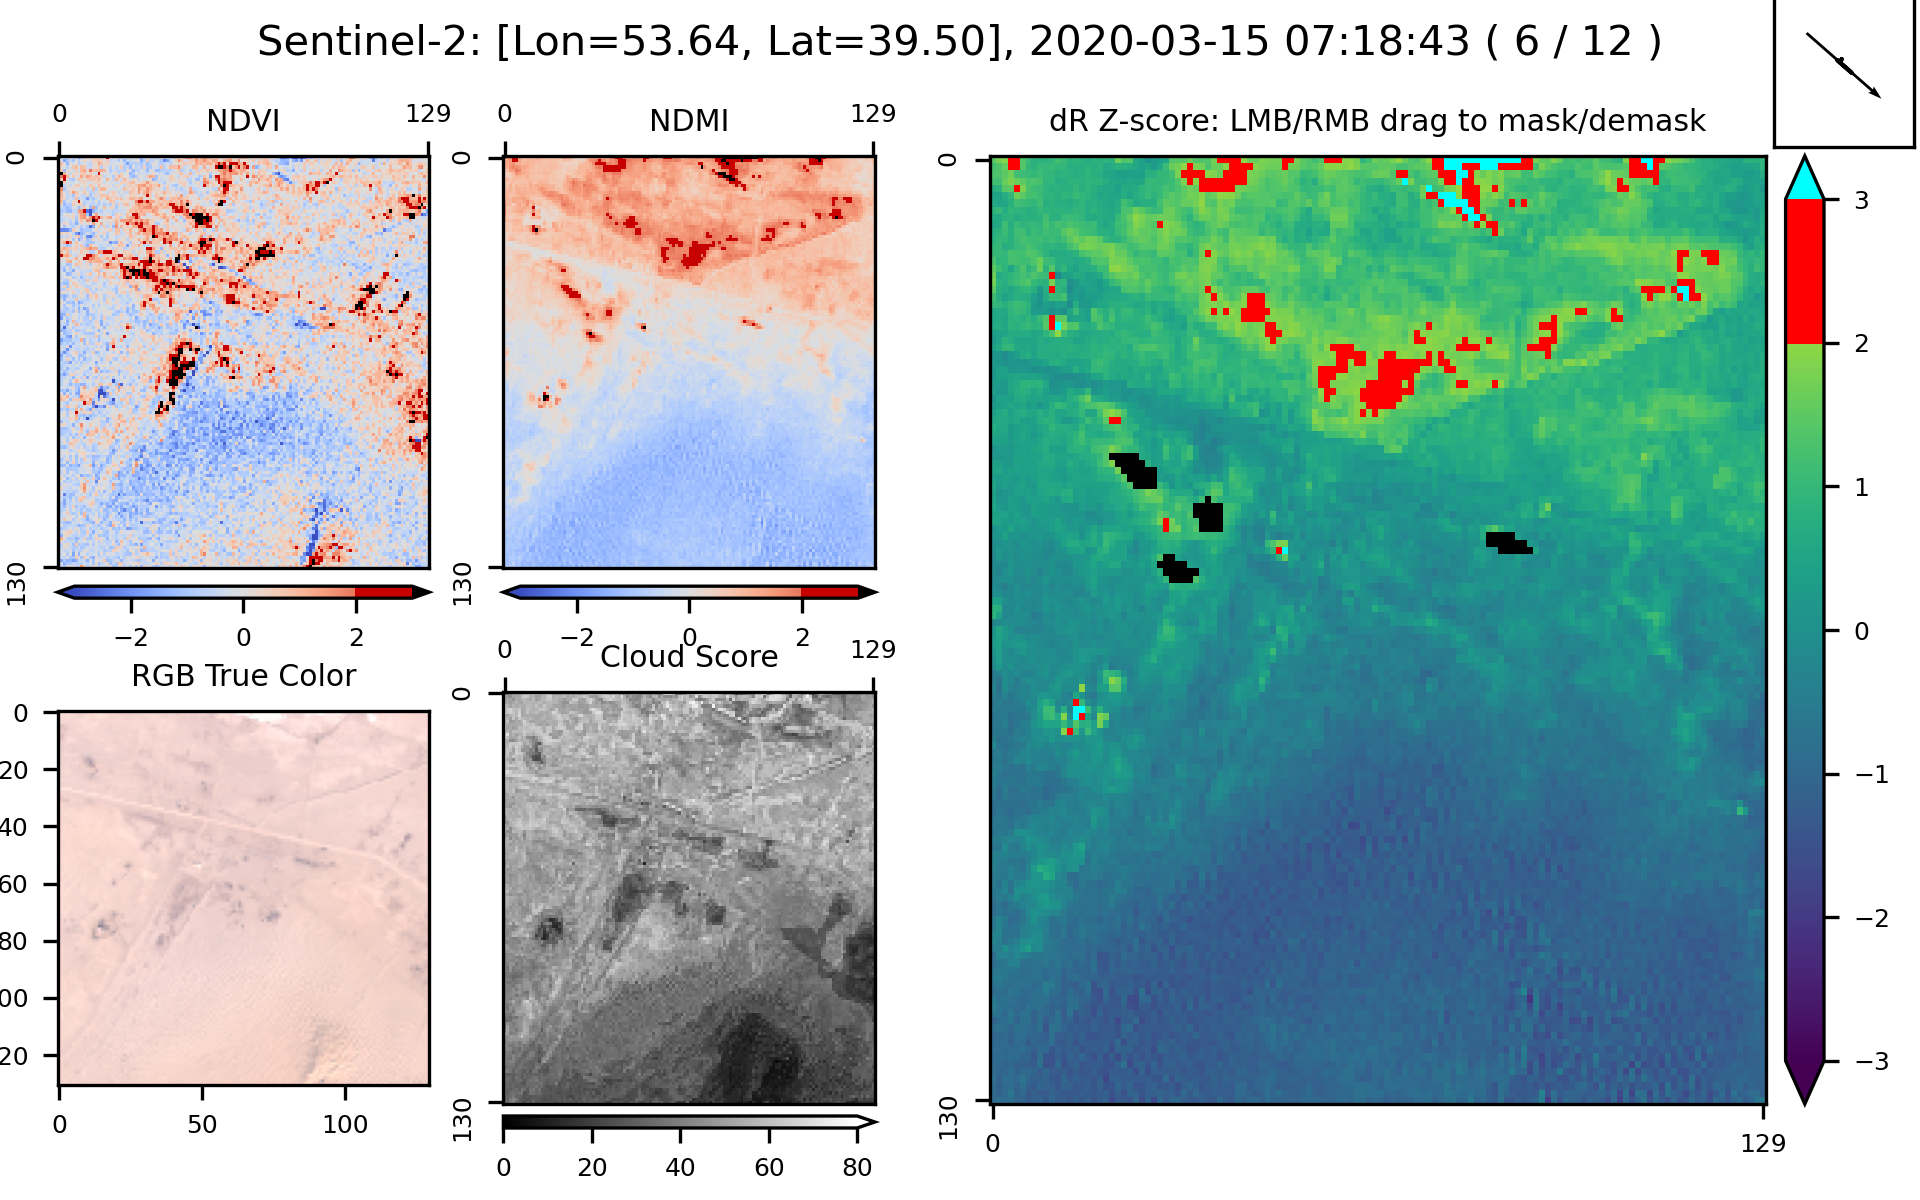 Sentinel-2: [Lon=53.64, Lat=39.50], 2020-03-15 07:18:43 ( 6 / 12 )
0 129
NDVI
0
130
−2 0 2
0 129
NDMI
0
130
−2 0 2
dR Z-score: LMB/RMB drag to mask/demask
0
130
0 129
3
2
1
0
−1
−2
−3
RGB True Color
0
20
40
60
80
00
20
0 50 100
0 129
Cloud Score
0
130
0 20 40 60 80